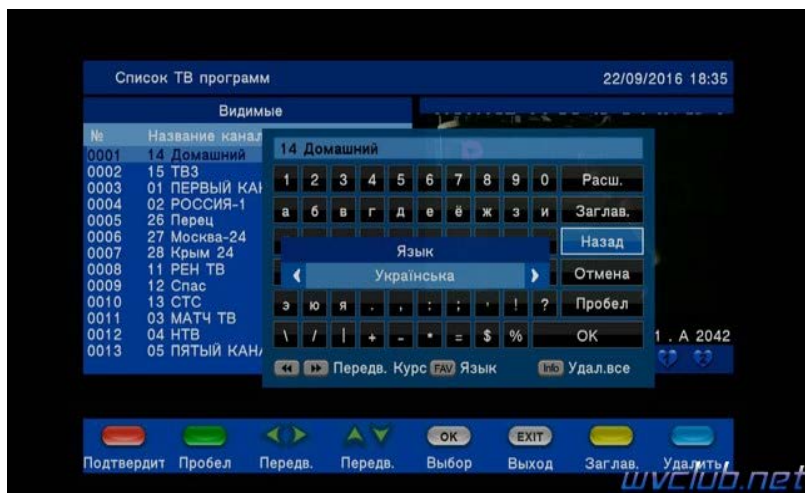 Список ТВ программ 22/09/2016 18:35
Видимые
№ Название канал
0001 14 Домашний
0002 15 ТВ3
0003 01 ПЕРВЫЙ КАН
0004 02 РОССИЯ-1
0005 26 Перец
0006 27 Москва-24
0007 28 Крым 24
0008 11 РЕН ТВ
0009 12 Спас
0010 13 СТС
0011 03 МАТЧ ТВ
0012 04 НТВ
0013 05 ПЯТЫЙ КАН
14 Домашний
1 2 3 4 5 6 7 8 9 0 Расш.
а б в г д е ё ж з и Заглав.
Назад
Язык
Українська
Отмена
э ю я . , : ; ' ! ? Пробел
\ / | + - * = $ % OK
Передв. Курс FAV Язык Info Удал.все
1 . A 2042
Подтвердит Пробел Передв. Передв. OK Выбор EXIT Выход Заглав. Удалить
wvclub.net